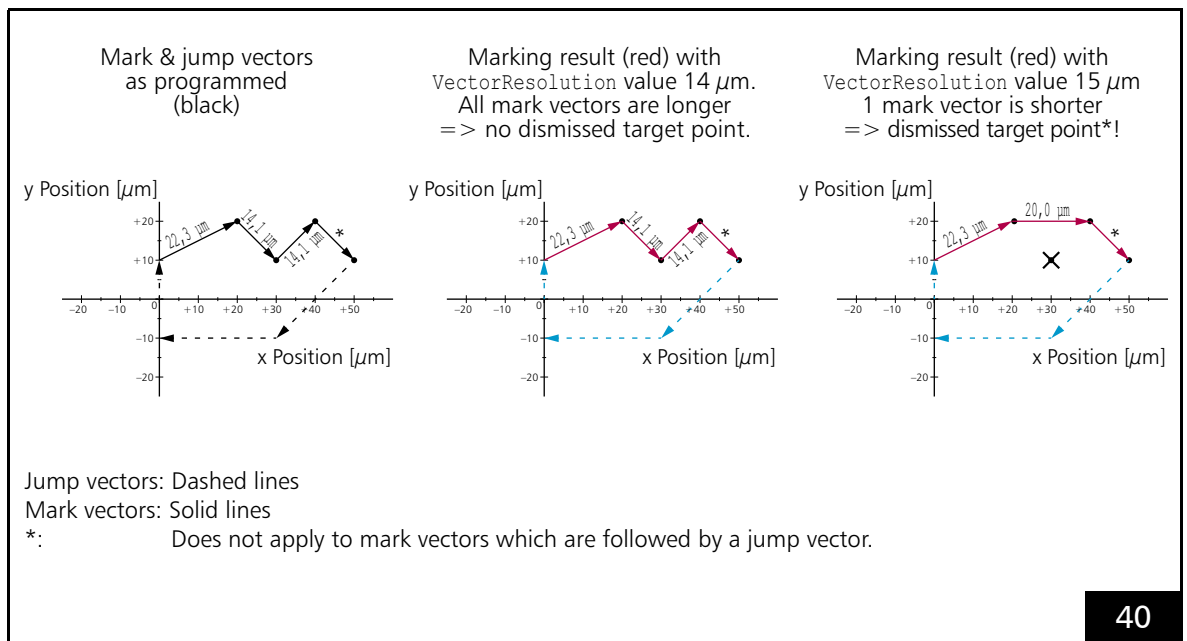 Mark & jump vectors
as programmed
(black)
Marking result (red) with
VectorResolution value 14 µm.
All mark vectors are longer
=> no dismissed target point.
Marking result (red) with
VectorResolution value 15 µm
1 mark vector is shorter
=> dismissed target point*!
y Position [µm]
+20
+10
22,3 µm
14,1 µm
14,1 µm
*
−20
−10
0
+10
+20
+30
+40
+50
−10
−20
x Position [µm]
y Position [µm]
+20
+10
22,3 µm
14,1 µm
14,1 µm
*
−20
−10
0
+10
+20
+30
+40
+50
−10
−20
x Position [µm]
y Position [µm]
+20
+10
22,3 µm
20,0 µm
*
−20
−10
0
+10
+20
+30
+40
+50
−10
−20
x Position [µm]
Jump vectors: Dashed lines
Mark vectors: Solid lines
*: Does not apply to mark vectors which are followed by a jump vector.
40